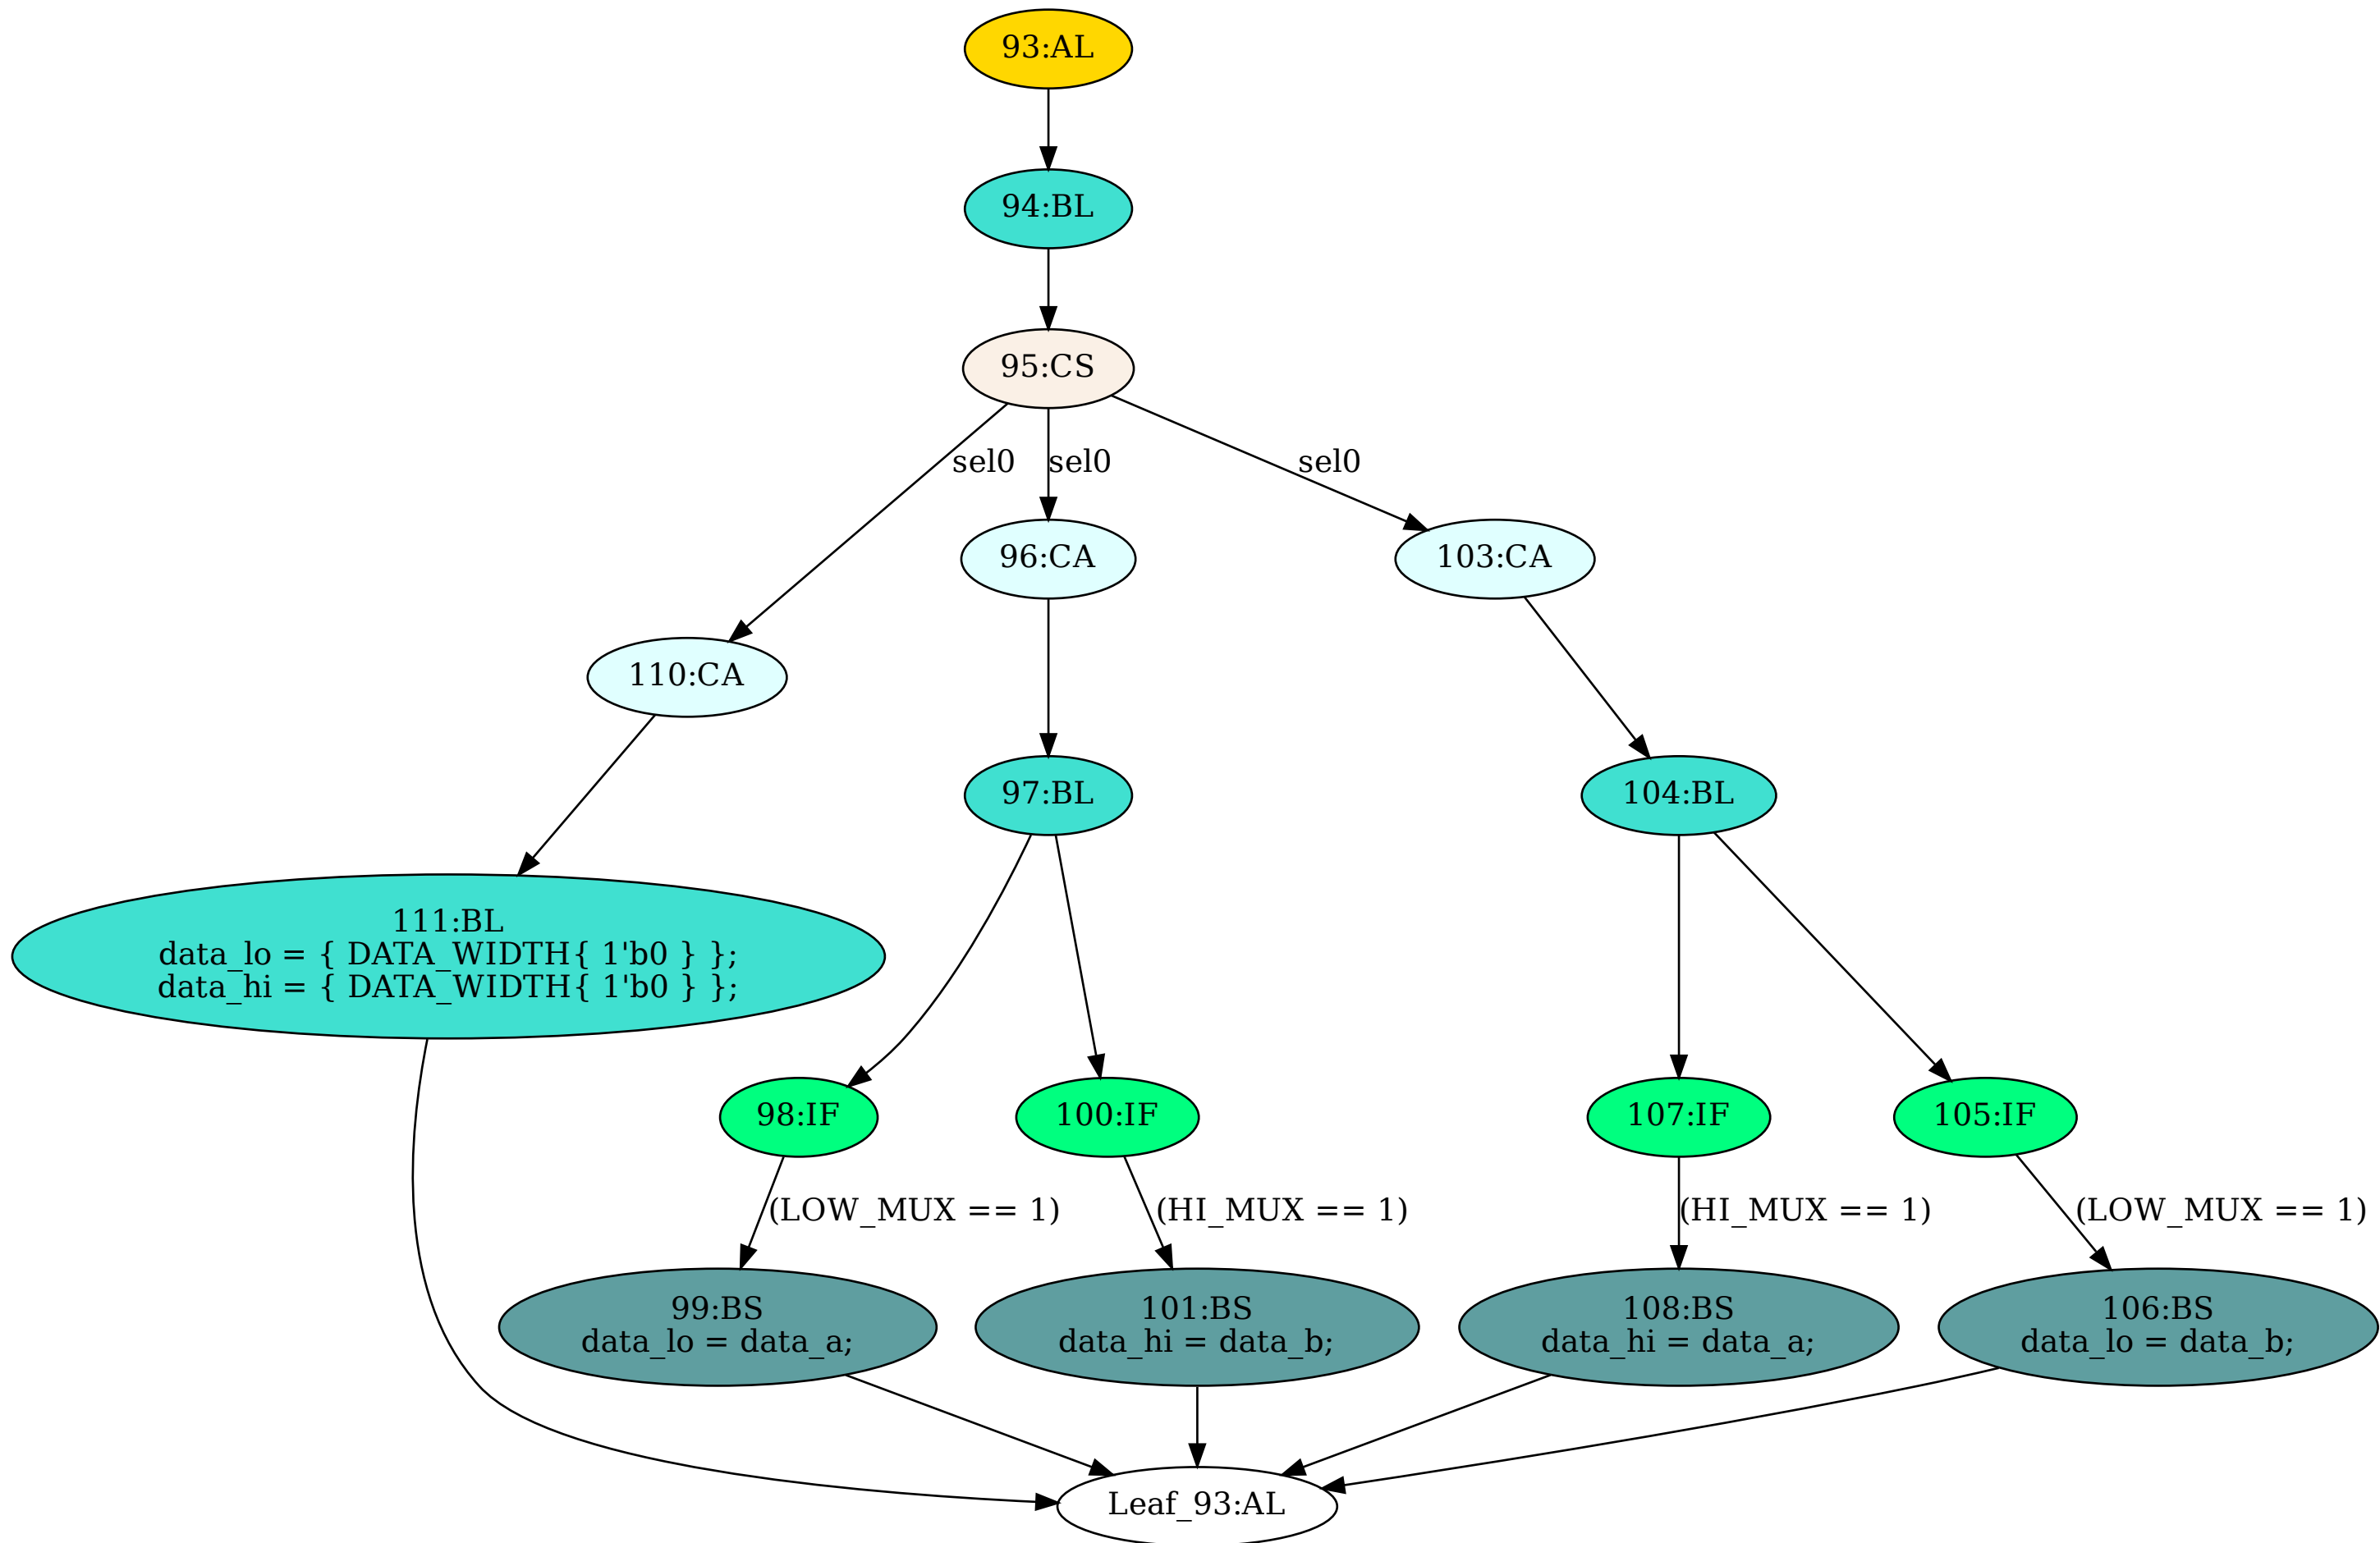 93:AL
94:BL
95:CS
sel0
sel0
sel0
96:CA
103:CA
110:CA
97:BL
104:BL
111:BL
data_lo = { DATA_WIDTH{ 1'b0 } };
data_hi = { DATA_WIDTH{ 1'b0 } };
98:IF
100:IF
107:IF
105:IF
(LOW_MUX == 1)
(HI_MUX == 1)
(HI_MUX == 1)
(LOW_MUX == 1)
99:BS
data_lo = data_a;
101:BS
data_hi = data_b;
108:BS
data_hi = data_a;
106:BS
data_lo = data_b;
Leaf_93:AL